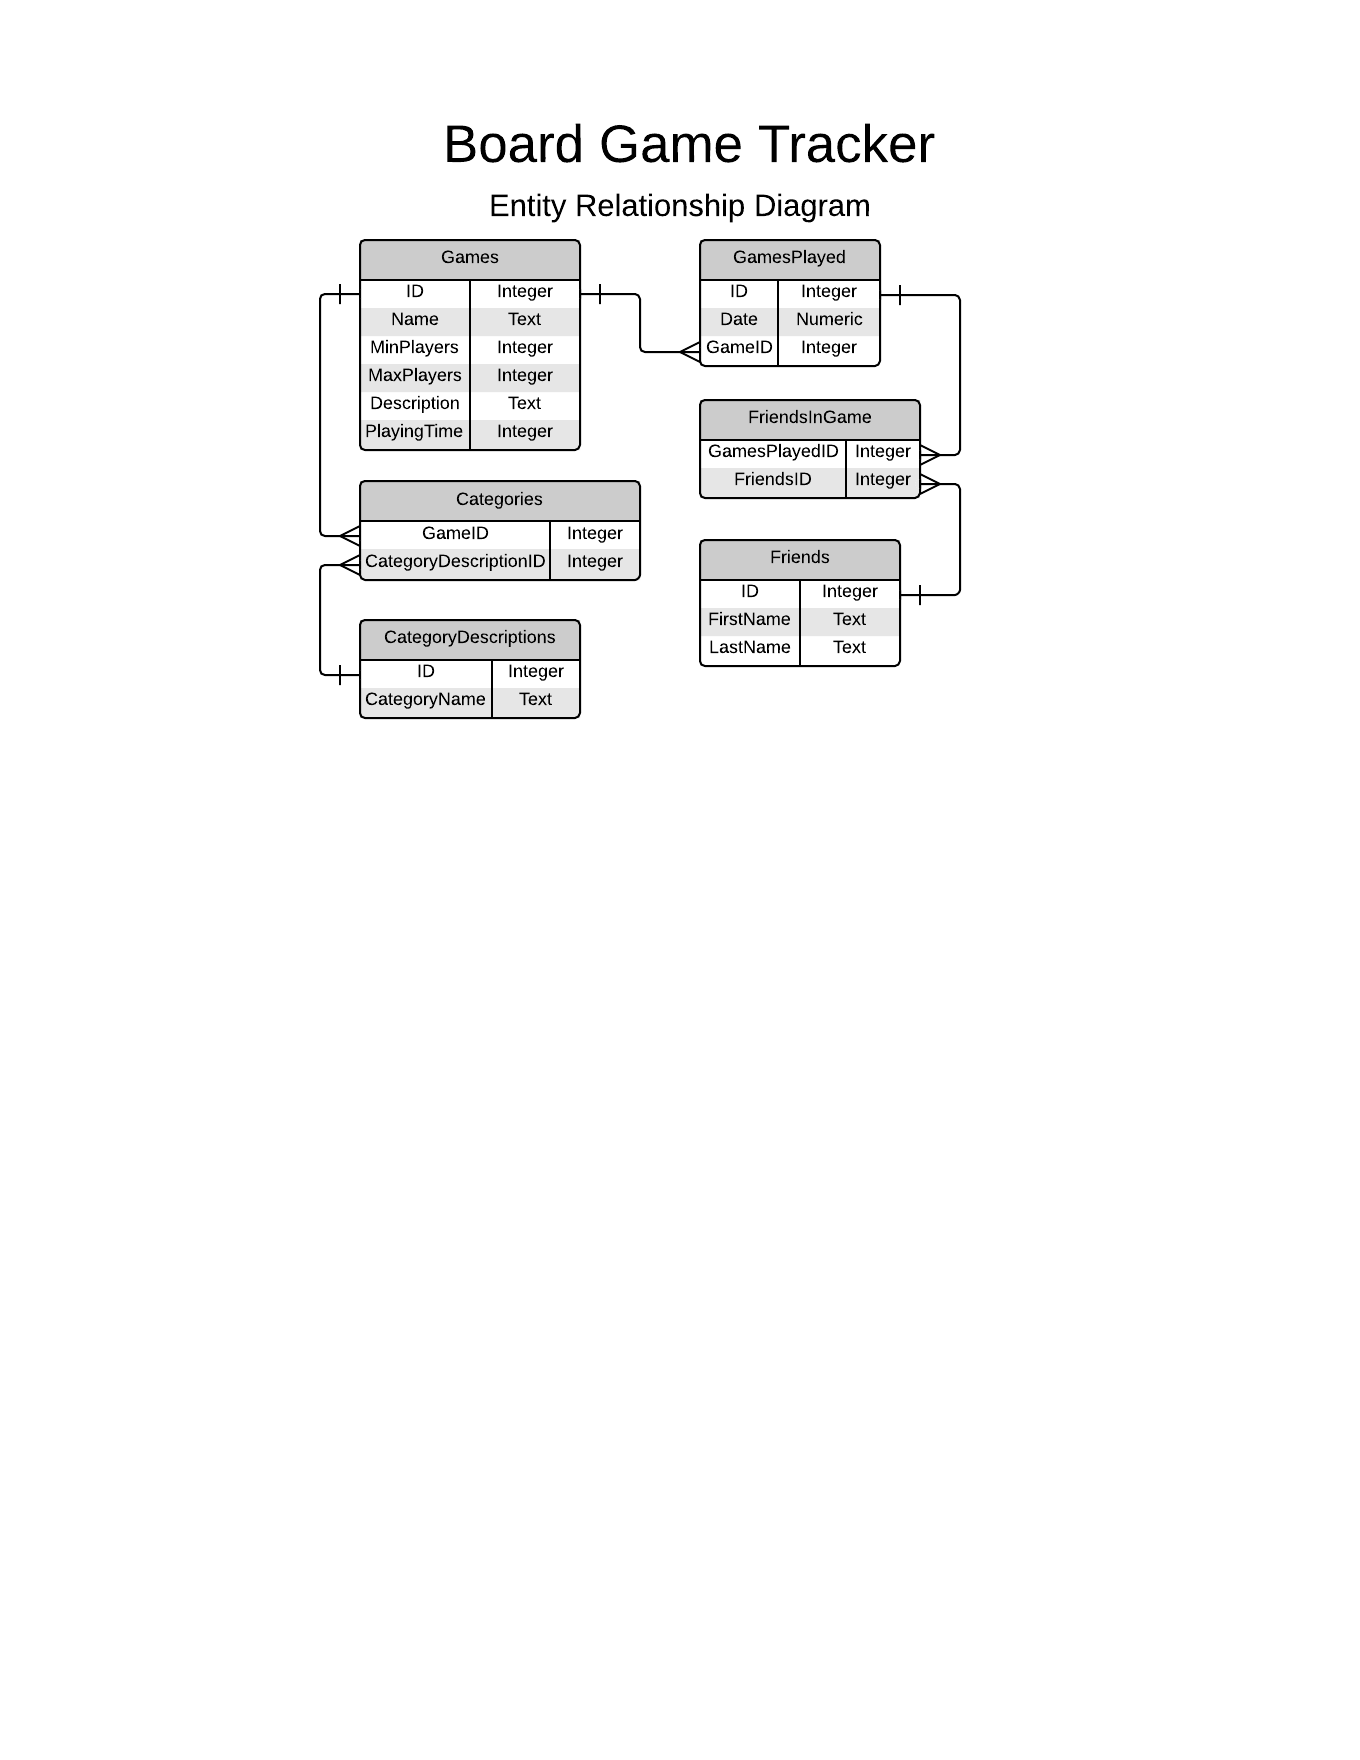 Board Game Tracker
Entity Relationship Diagram
Games
ID Integer
Name Text
MinPlayers Integer
MaxPlayers Integer
Description Text
PlayingTime Integer
Categories
GameID Integer
CategoryDescriptionID Integer
CategoryDescriptions
ID Integer
CategoryName Text
GamesPlayed
ID Integer
Date Numeric
GameID Integer
FriendsInGame
GamesPlayedID Integer
FriendsID Integer
Friends
ID Integer
FirstName Text
LastName Text